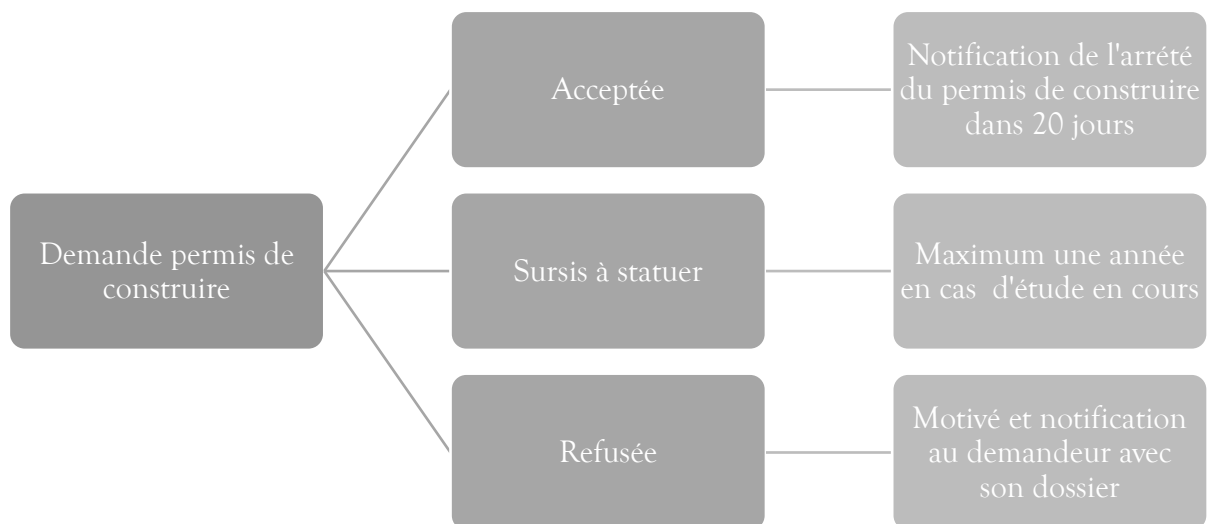 Demande permis de
construire
Acceptée
Notification de l'arrété
du permis de construire
dans 20 jours
Sursis à statuer
Maximum une année
en cas d'étude en cours
Refusée
Motivé et notification
au demandeur avec
son dossier